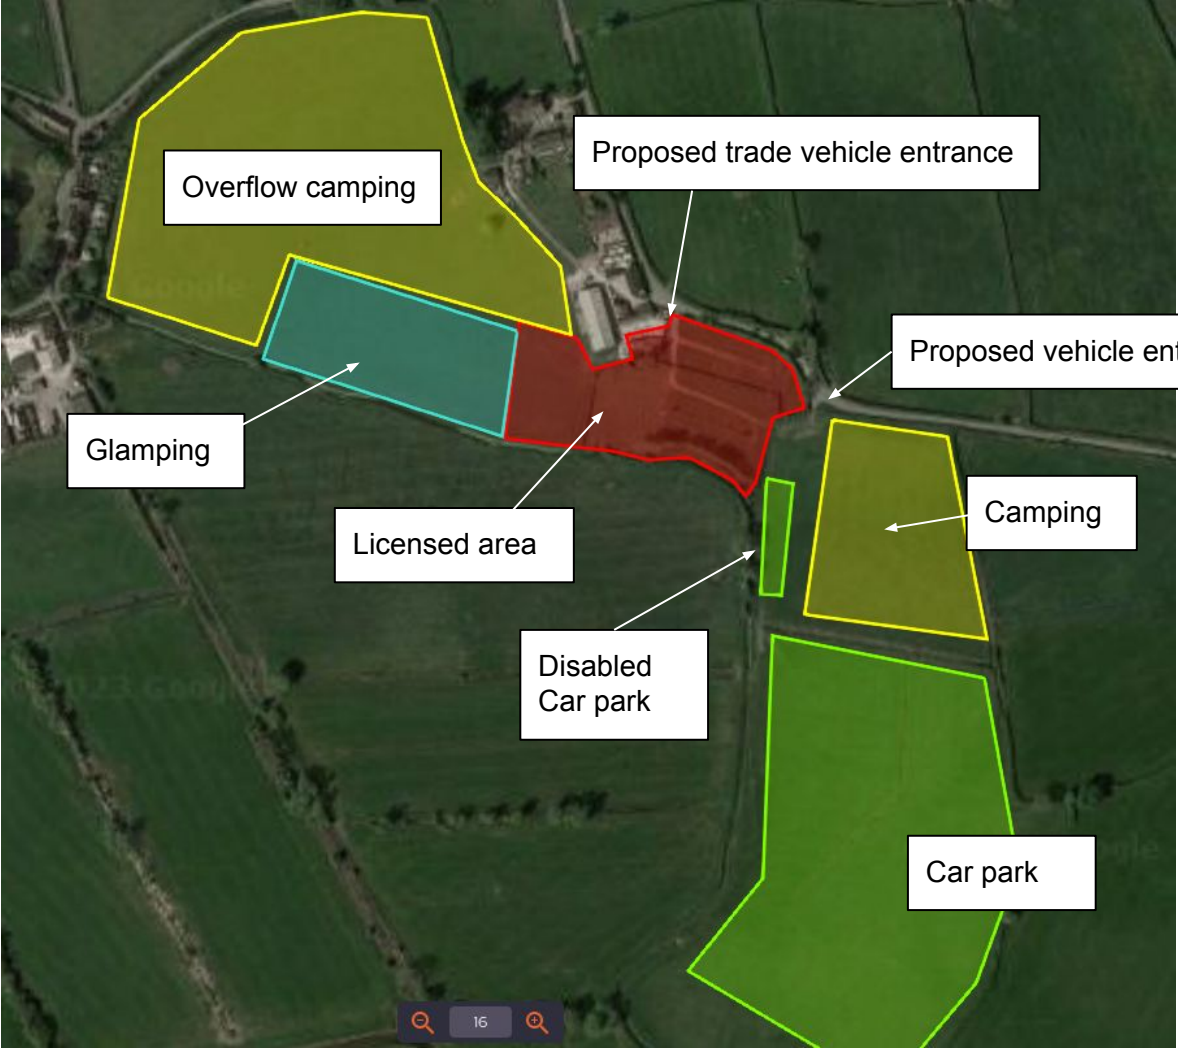 Proposed trade vehicle entrance
Overflow camping
Google
Proposed vehicle ent
Glamping
Camping
Licensed area
Disabled
Car park
Car park
16